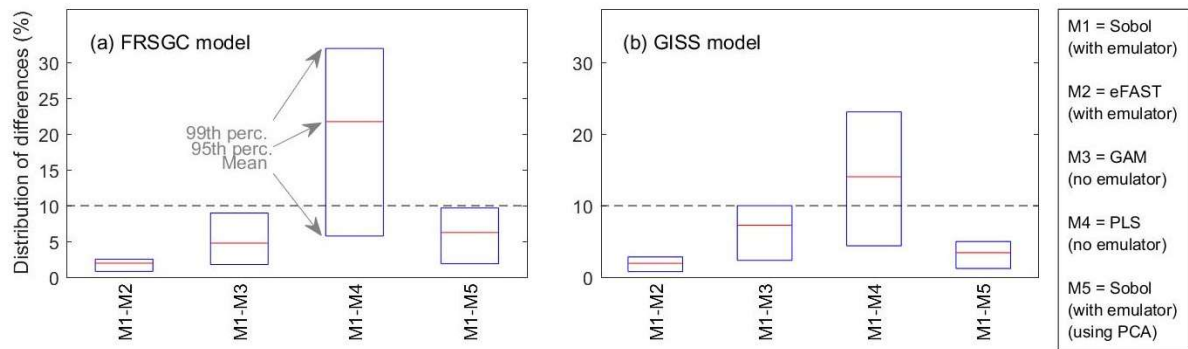 Distribution of differences (%)
(a) FRSGC model
30
25
20
15
10
5
0
99th perc.
95th perc.
Mean
M1-M2
M1-M3
M1-M4
M1-M5
(b) GISS model
30
20
10
0
M1-M2
M1-M3
M1-M4
M1-M5
M1 = Sobol
(with emulator)
M2 = eFAST
(with emulator)
M3 = GAM
(no emulator)
M4 = PLS
(no emulator)
M5 = Sobol
(with emulator)
(using PCA)